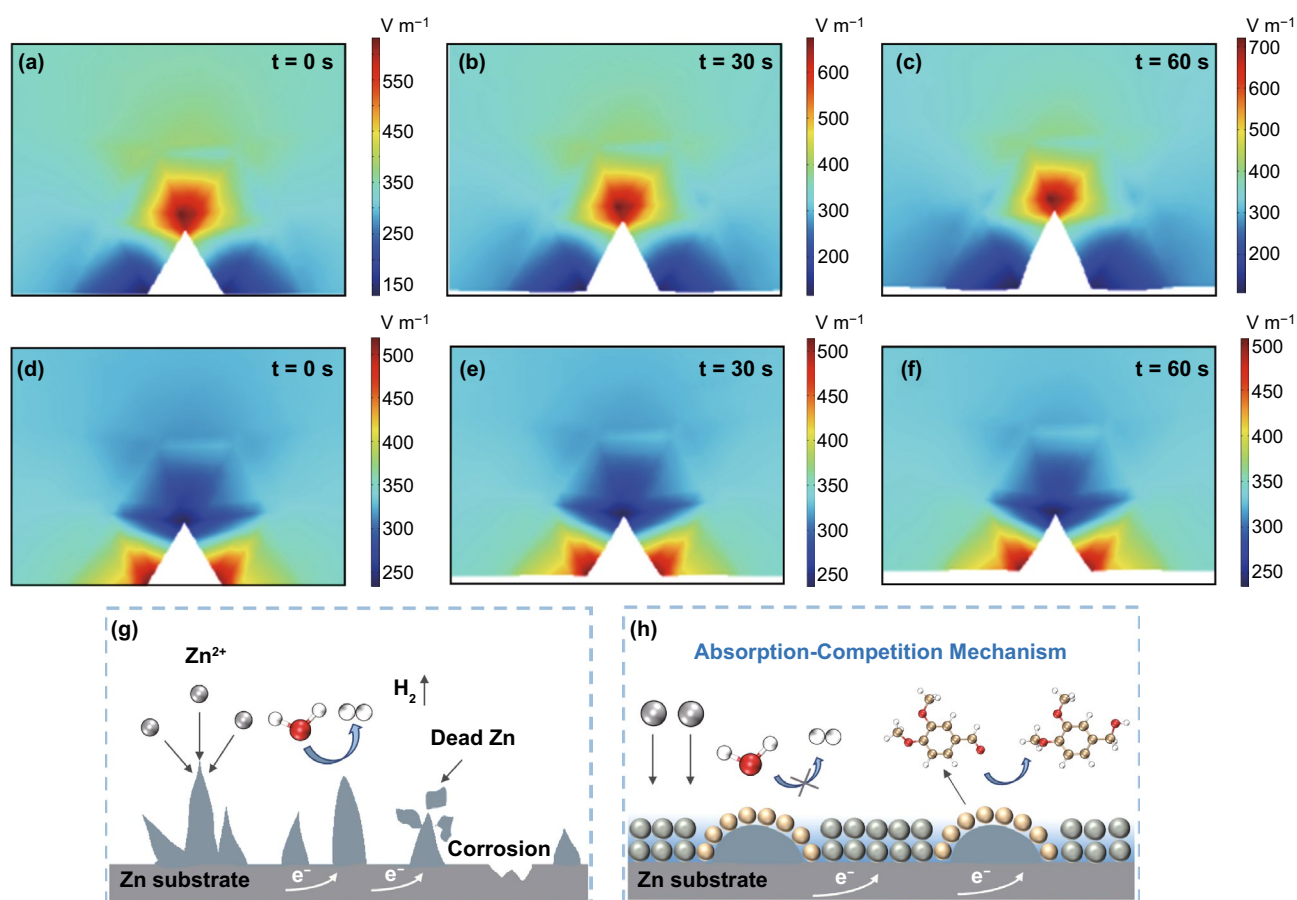 V m⁻¹
(a)
t = 0 s
550
450
350
250
150
V m⁻¹
(b)
t = 30 s
600
500
400
300
200
V m⁻¹
(c)
t = 60 s
700
600
500
400
300
200
V m⁻¹
(d)
t = 0 s
500
450
400
350
300
250
V m⁻¹
(e)
t = 30 s
500
450
400
350
300
250
V m⁻¹
(f)
t = 60 s
500
450
400
350
300
250
(g)
Zn²⁺
H₂
Dead Zn
Corrosion
Zn substrate
e⁻
e⁻
(h)
Absorption-Competition Mechanism
Zn substrate
e⁻
e⁻